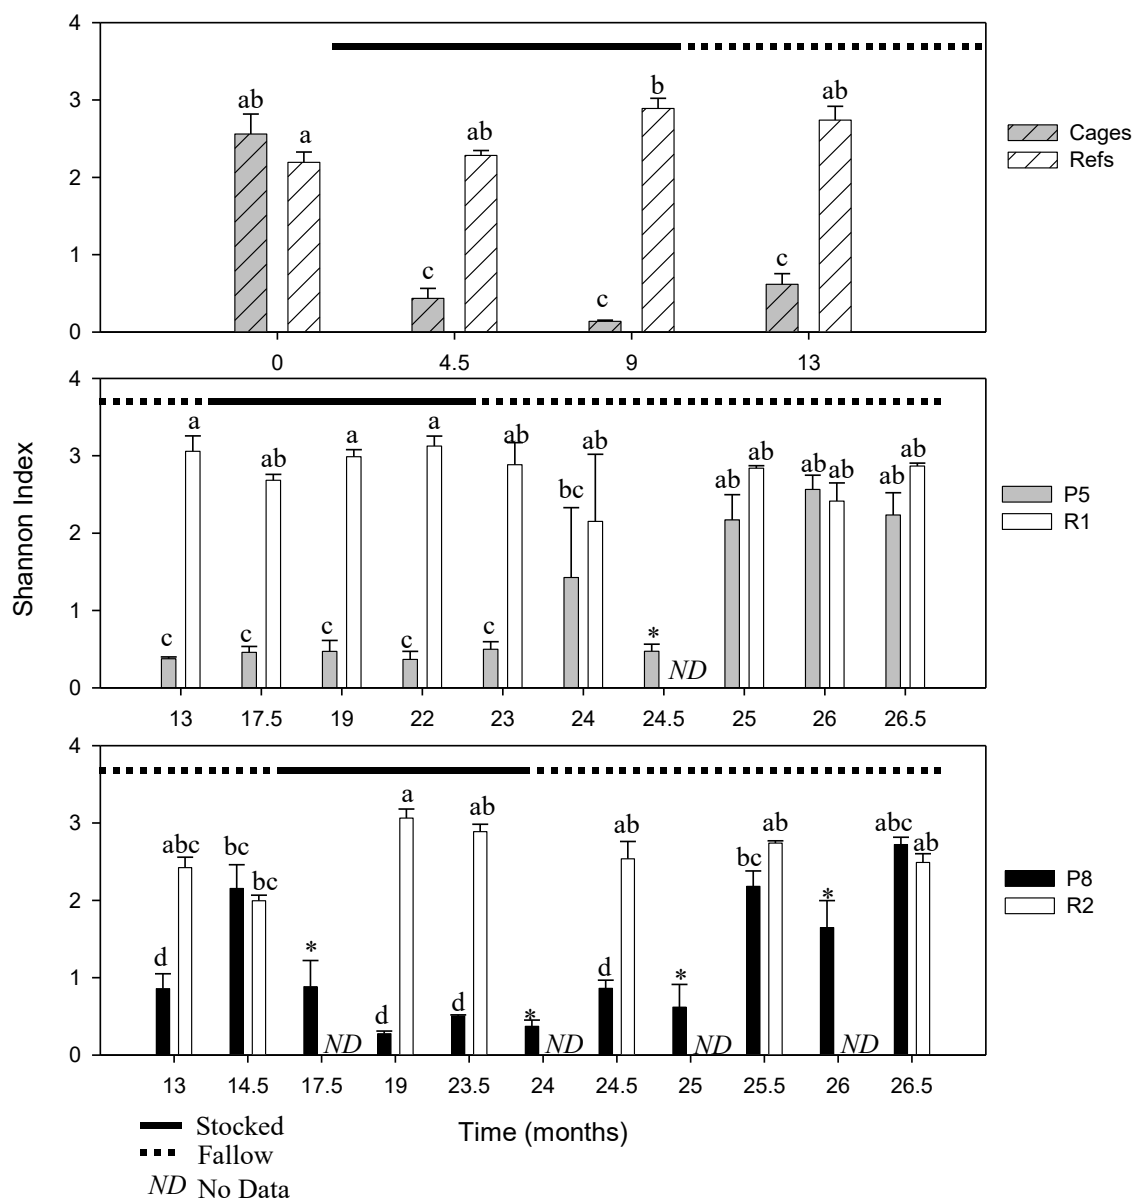 4
3
2
1
0
ab
a
c
ab
c
b
c
ab
0 4.5 9 13
Cages
Refs
Shannon Index
4
3
2
1
0
c
a
c
ab
c
a
c
a
c
ab
bc
ab
*
ND
ab
ab
ab
ab
ab
ab
13 17.5 19 22 23 24 24.5 25 26 26.5
P5
R1
4
3
2
1
0
d
abc
bc
bc
*
ND
d
a
d
ab
*
ND
d
ab
*
ND
bc
ab
*
ND
abc
ab
13 14.5 17.5 19 23.5 24 24.5 25 25.5 26 26.5
P8
R2
Time (months)
Stocked
Fallow
ND No Data